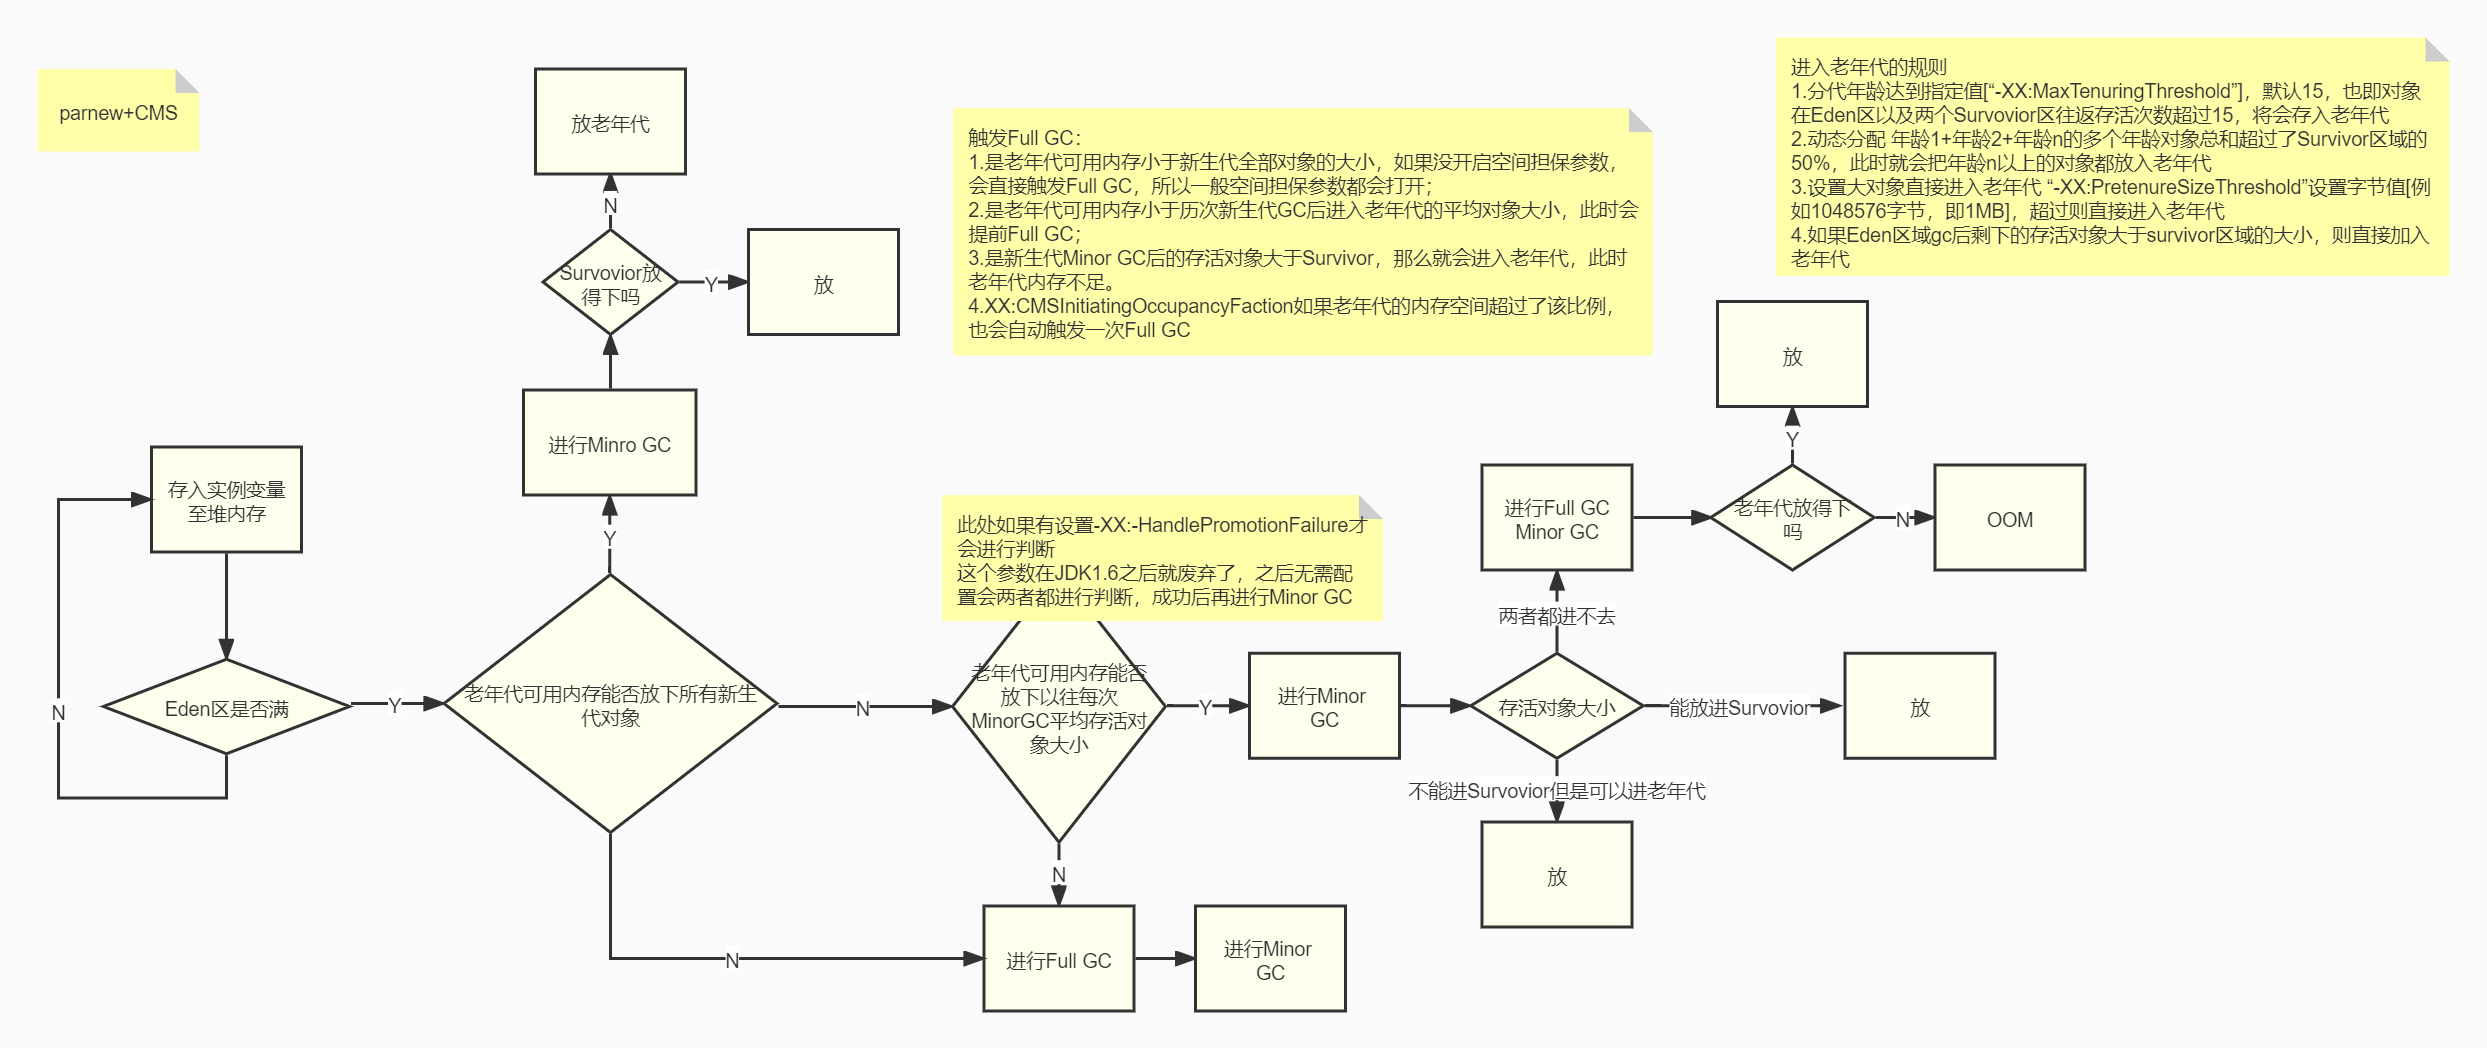 parnew+CMS
放老年代
N
Survovior放
得下吗
Y
放
进行Minro GC
Y
触发Full GC：
1.是老年代可用内存小于新生代全部对象的大小，如果没开启空间担保参数，
会直接触发Full GC，所以一般空间担保参数都会打开；
2.是老年代可用内存小于历次新生代GC后进入老年代的平均对象大小，此时会
提前Full GC；
3.是新生代Minor GC后的存活对象大于Survivor，那么就会进入老年代，此时
老年代内存不足。
4.XX:CMSInitiatingOccupancyFaction如果老年代的内存空间超过了该比例，
也会自动触发一次Full GC
进入老年代的规则
1.分代年龄达到指定值[“-XX:MaxTenuringThreshold”]，默认15，也即对象
在Eden区以及两个Survovior区往返存活次数超过15，将会存入老年代
2.动态分配 年龄1+年龄2+年龄n的多个年龄对象总和超过了Survivor区域的
50%，此时就会把年龄n以上的对象都放入老年代
3.设置大对象直接进入老年代 “-XX:PretenureSizeThreshold”设置字节值[例
如1048576字节，即1MB]，超过则直接进入老年代
4.如果Eden区域gc后剩下的存活对象大于survivor区域的大小，则直接加入
老年代
存入实例变量
至堆内存
Eden区是否满
N
Y
老年代可用内存能否放下所有新生
代对象
N
N
此处如果有设置-XX:-HandlePromotionFailure才
会进行判断
这个参数在JDK1.6之后就废弃了，之后无需配
置会两者都进行判断，成功后再进行Minor GC
老年代可用内存能否
放下以往每次
MinorGC平均存活对
象大小
Y
N
进行Full GC
进行Minor
GC
进行Minor
GC
存活对象大小
两者都进不去
进行Full GC
Minor GC
老年代放得下
吗
Y
放
N
OOM
能放进Survovior
放
不能进Survovior但是可以进老年代
放